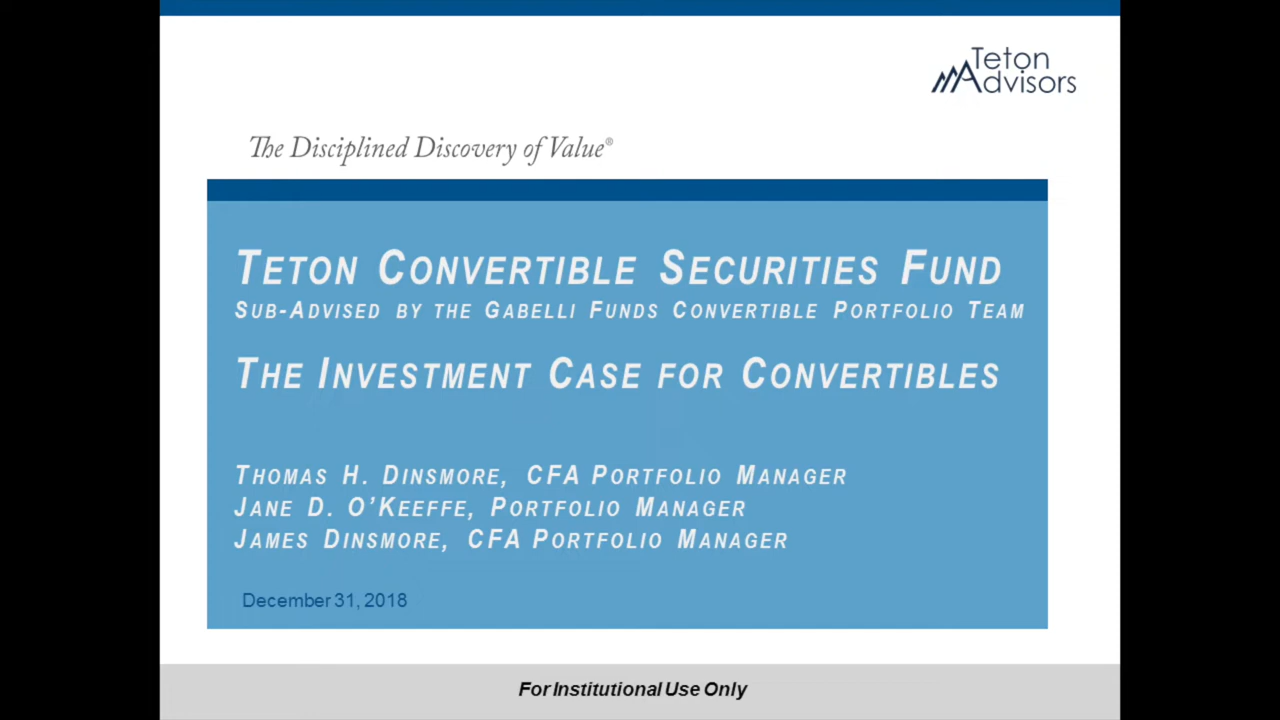 Teton
Advisors
The Disciplined Discovery of Value®
TETON CONVERTIBLE SECURITIES FUND
SUB-ADVISED BY THE GABELLI FUNDS CONVERTIBLE PORTFOLIO TEAM
THE INVESTMENT CASE FOR CONVERTIBLES
THOMAS H. DINSMORE, CFA PORTFOLIO MANAGER
JANE D. O'KEEFFE, PORTFOLIO MANAGER
JAMES DINSMORE, CFA PORTFOLIO MANAGER
December 31, 2018
For Institutional Use Only